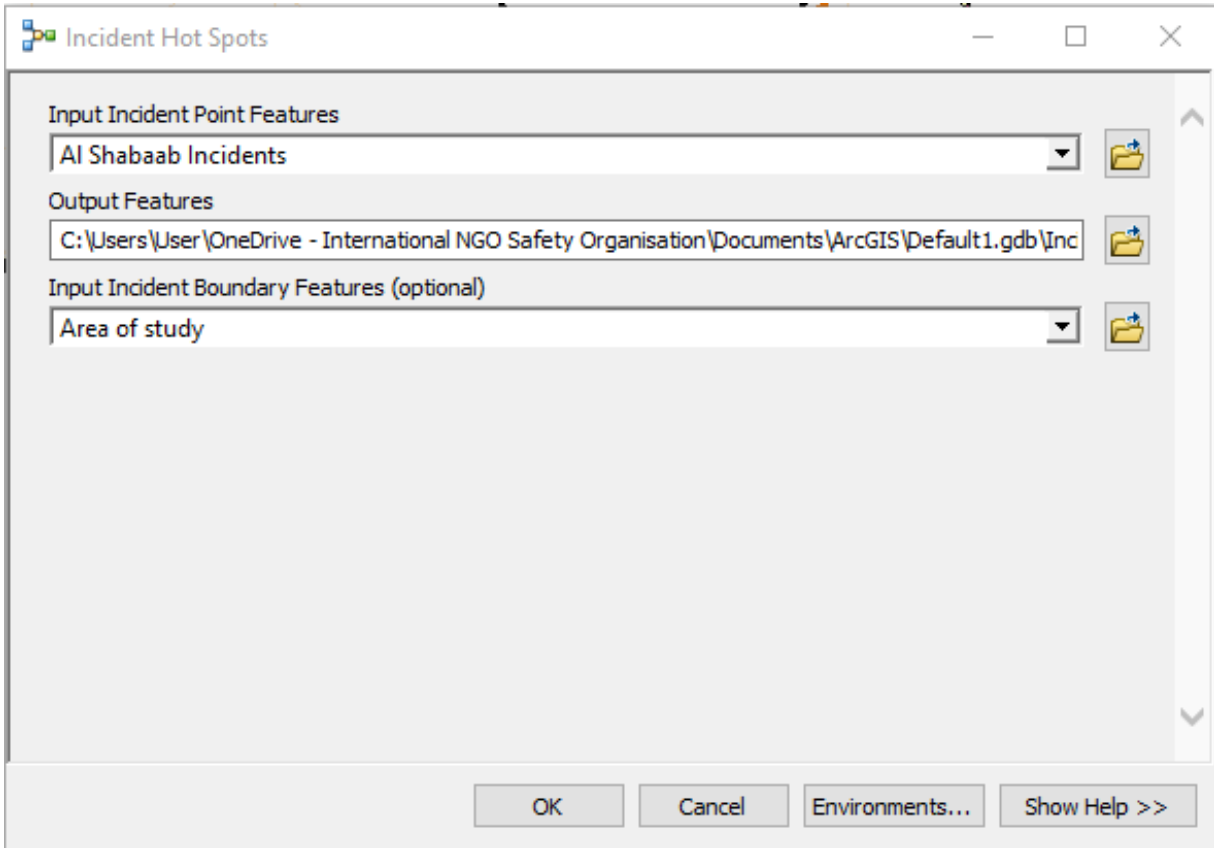 Incident Hot Spots
Input Incident Point Features
Al Shabaab Incidents
Output Features
C:\Users\User\OneDrive - International NGO Safety Organisation\Documents\ArcGIS\Default1.gdb\Inc
Input Incident Boundary Features (optional)
Area of study
OK Cancel Environments... Show Help >>